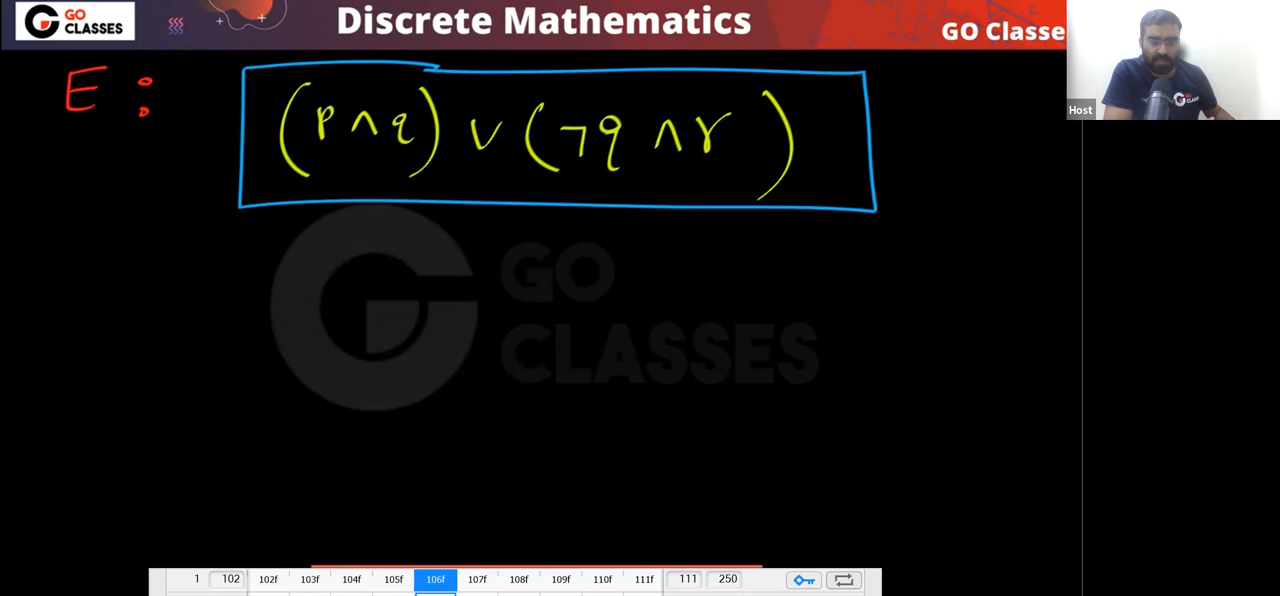 GO CLASSES
Discrete Mathematics
GO Classe
E : (p ∧ q) ∨ (¬q ∧ r)
Host
GO
CLASSES
1 102 102f 103f 104f 105f 106f 107f 108f 109f 110f 111f 111 250